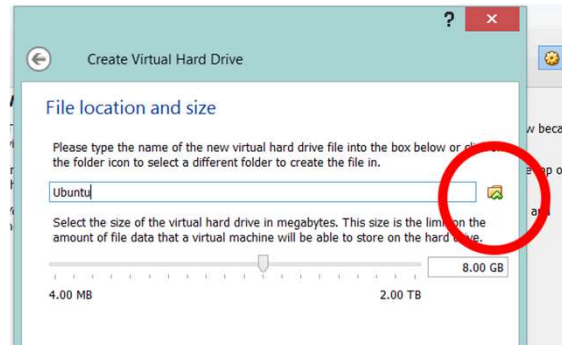 ?
Create Virtual Hard Drive
File location and size
Please type the name of the new virtual hard drive file into the box below or
the folder icon to select a different folder to create the file in.
Ubuntu
Select the size of the virtual hard drive in megabytes. This size is the limit on the
amount of file data that a virtual machine will be able to store on the hard drive.
8.00 GB
4.00 MB 2.00 TB